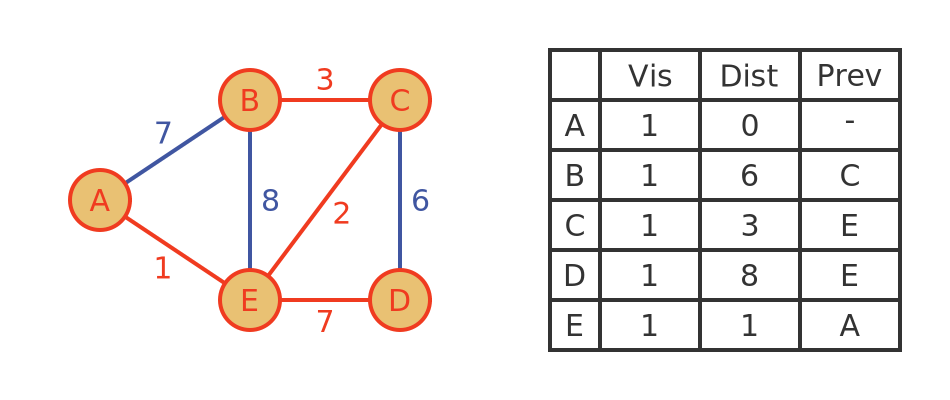 B
3
C
7
A
8
2
6
1
E
7
D
Vis Dist Prev
A 1 0 -
B 1 6 C
C 1 3 E
D 1 8 E
E 1 1 A